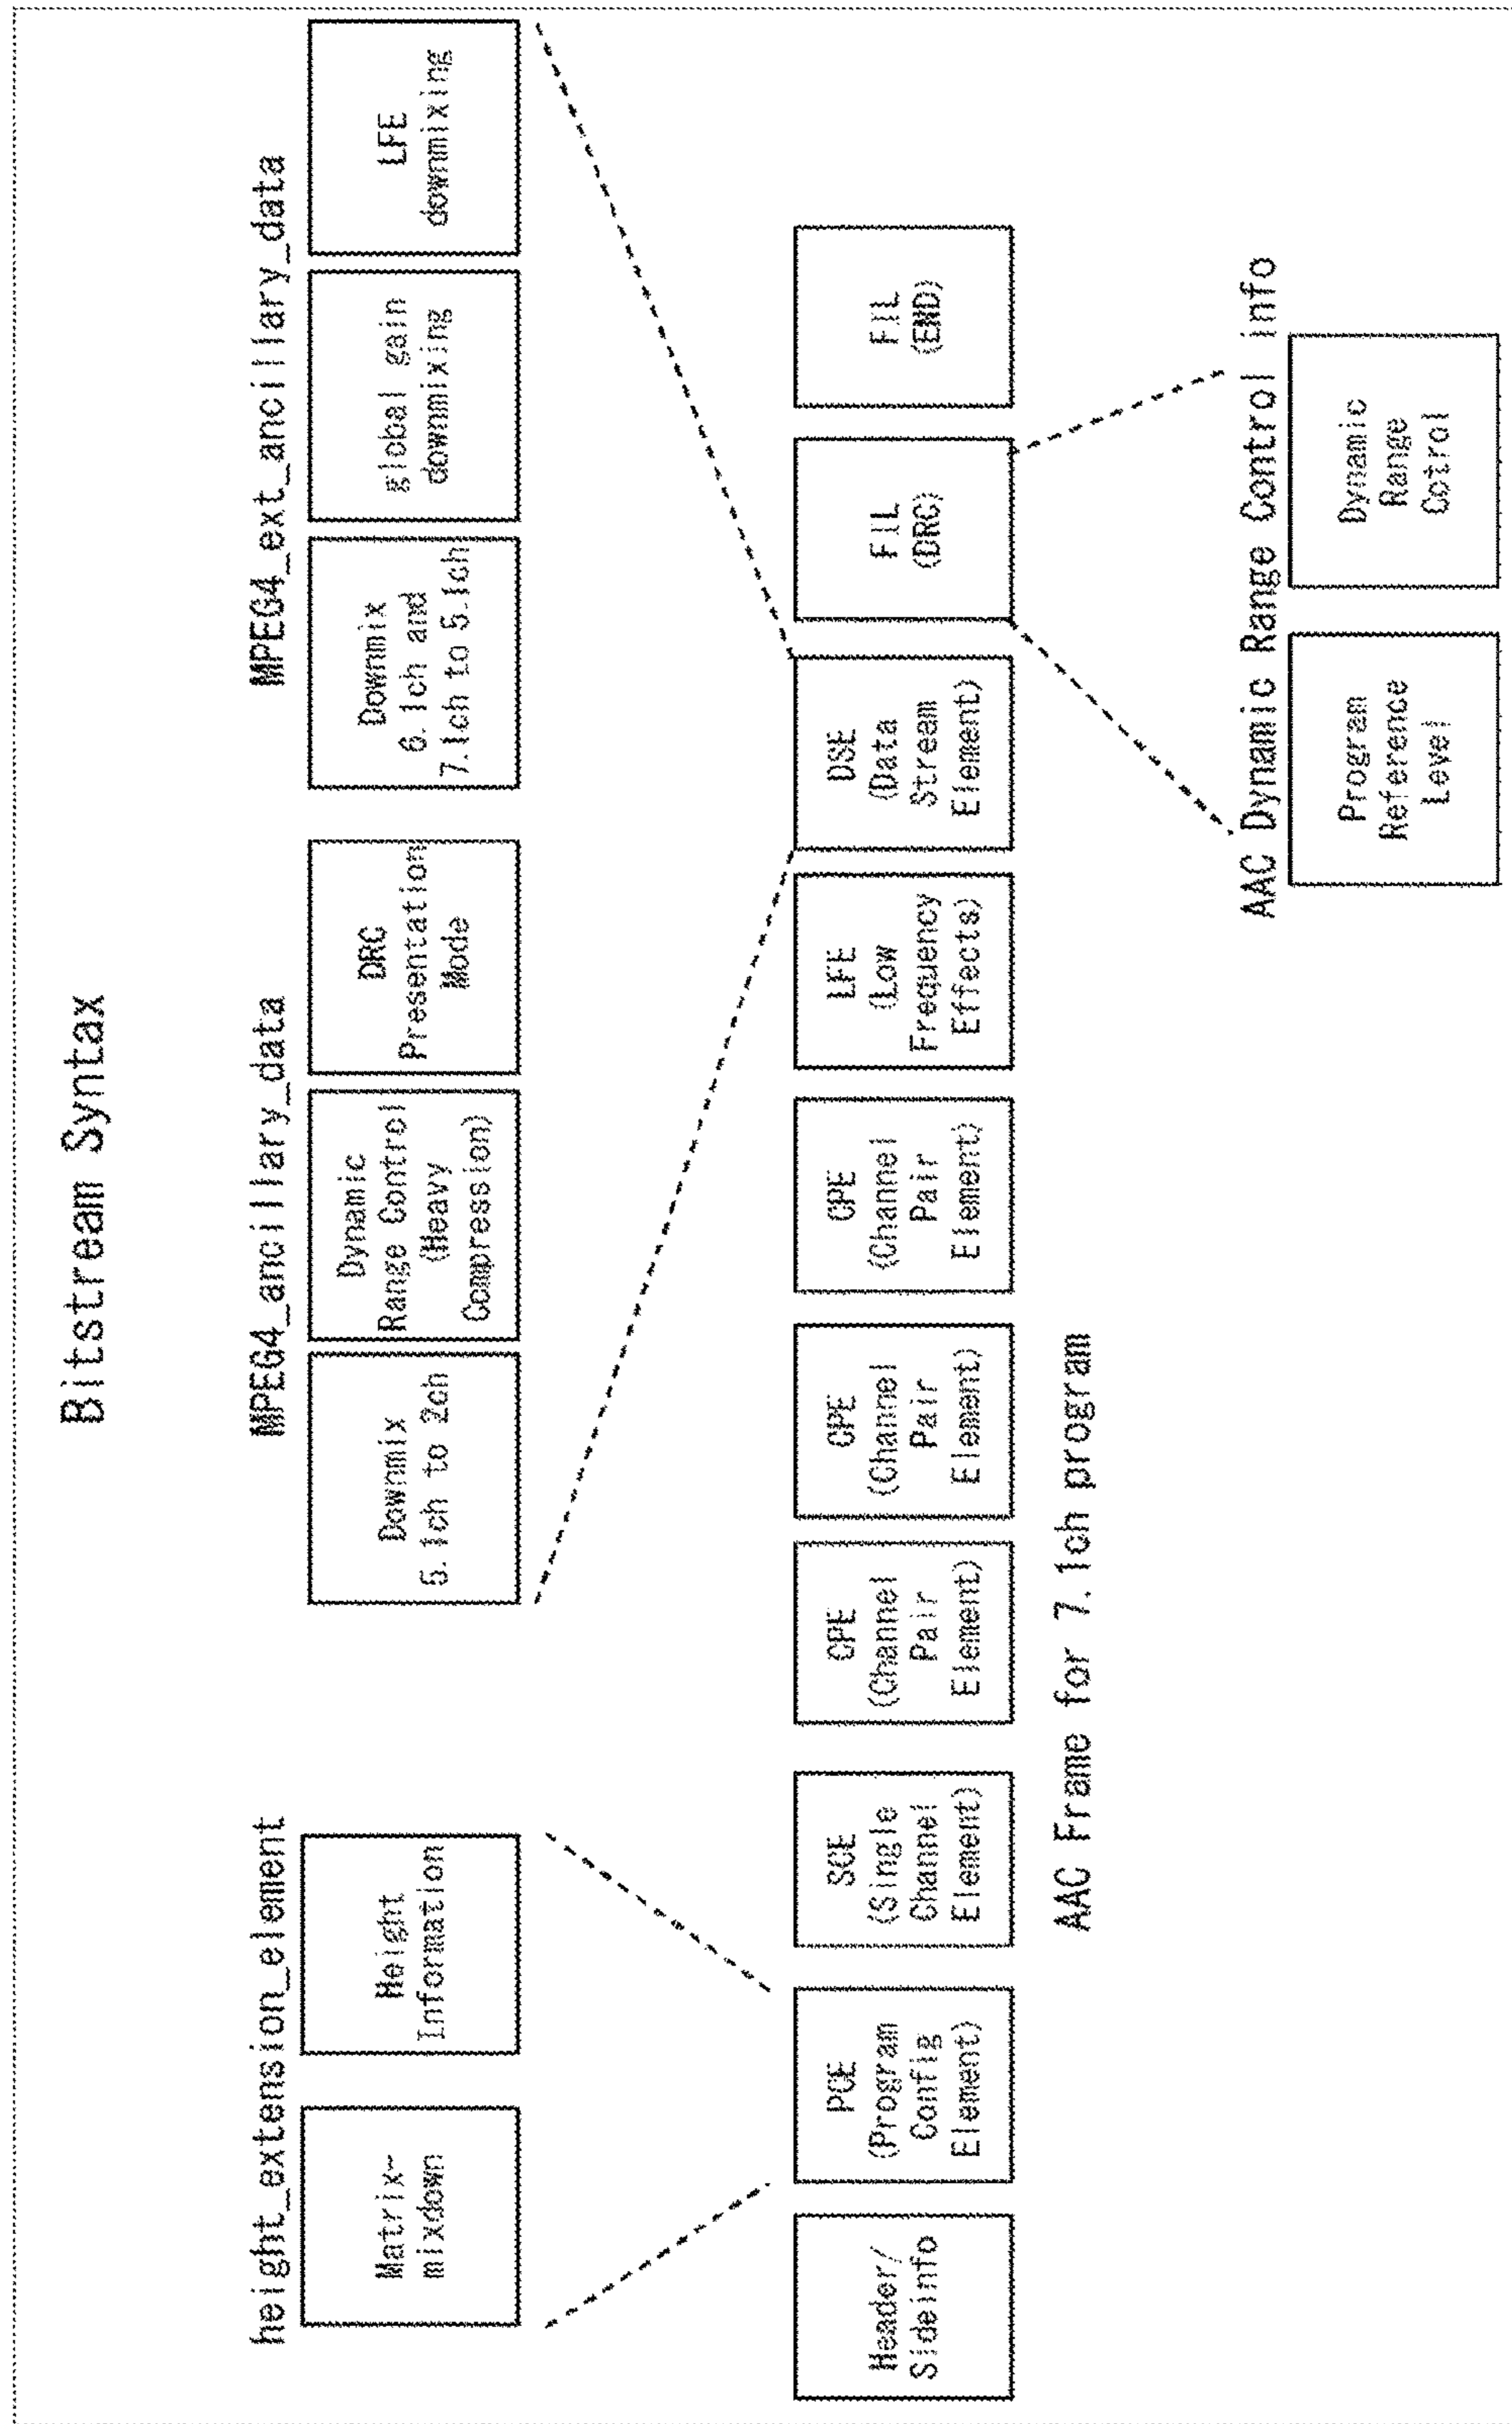 Bitstream Syntax
height_extension_element
MPEG4_ancillary_data
MPEG4_ext_ancillary_data
Matrix-
mixdown
Height
Information
Downmix
5.1ch to 2ch
Dynamic
Range Control
(Heavy
Compression)
DRC
Presentation
Mode
Downmix
6.1ch and
7.1ch to 5.1ch
global gain
downmixing
LFE
downmixing
Header/
Sideinfo
PCE
(Program
Config
Element)
SCE
(Single
Channel
Element)
CPE
(Channel
Pair
Element)
CPE
(Channel
Pair
Element)
CPE
(Channel
Pair
Element)
LFE
(Low
Frequency
Effects)
DSE
(Data
Stream
Element)
FIL
(DRC)
FIL
(END)
AAC Frame for 7.1ch program
AAC Dynamic Range Control info
Program
Reference
Level
Dynamic
Range
Cotrol